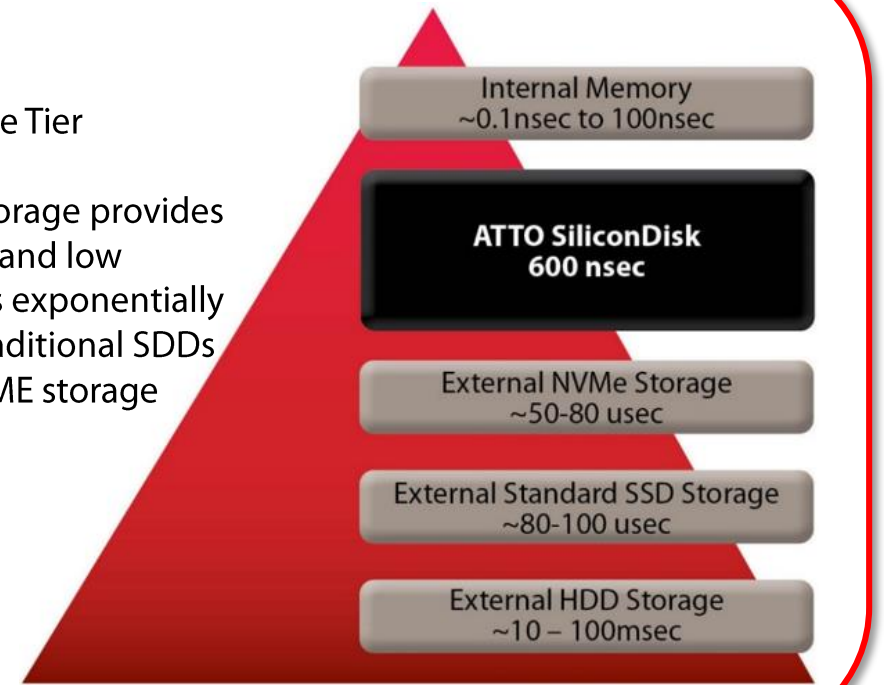 e Tier
orage provides
and low
s exponentially
aditional SDDs
ME storage
Internal Memory
~0.1nsec to 100nsec
ATTO SiliconDisk
600 nsec
External NVMe Storage
~50-80 usec
External Standard SSD Storage
~80-100 usec
External HDD Storage
~10 – 100msec